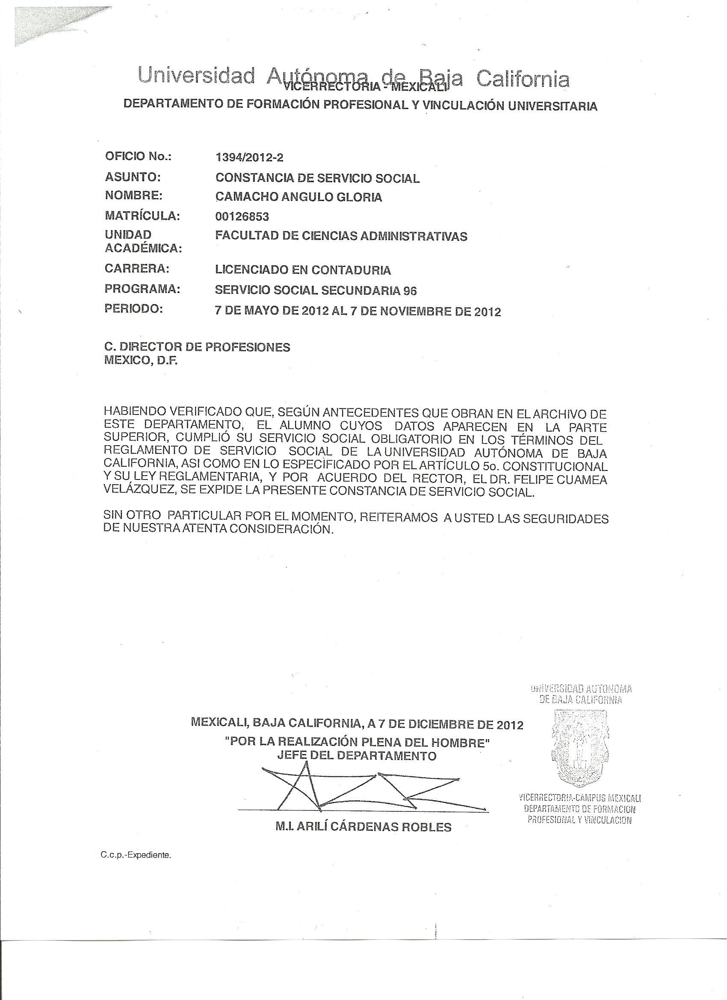 Universidad Autónoma de Baja California
VICERRECTORIA - MEXICALI
DEPARTAMENTO DE FORMACIÓN PROFESIONAL Y VINCULACIÓN UNIVERSITARIA
OFICIO No.: 1394/2012-2
ASUNTO: CONSTANCIA DE SERVICIO SOCIAL
NOMBRE: CAMACHO ANGULO GLORIA
MATRÍCULA: 00126853
UNIDAD FACULTAD DE CIENCIAS ADMINISTRATIVAS
ACADÉMICA:
CARRERA: LICENCIADO EN CONTADURIA
PROGRAMA: SERVICIO SOCIAL SECUNDARIA 96
PERIODO: 7 DE MAYO DE 2012 AL 7 DE NOVIEMBRE DE 2012
C. DIRECTOR DE PROFESIONES
MEXICO, D.F.
HABIENDO VERIFICADO QUE, SEGÚN ANTECEDENTES QUE OBRAN EN EL ARCHIVO DE
ESTE DEPARTAMENTO, EL ALUMNO CUYOS DATOS APARECEN EN LA PARTE
SUPERIOR, CUMPLIÓ SU SERVICIO SOCIAL OBLIGATORIO EN LOS TÉRMINOS DEL
REGLAMENTO DE SERVICIO SOCIAL DE LA UNIVERSIDAD AUTÓNOMA DE BAJA
CALIFORNIA, ASI COMO EN LO ESPECIFICADO POR EL ARTÍCULO 5o. CONSTITUCIONAL
Y SU LEY REGLAMENTARIA, Y POR ACUERDO DEL RECTOR, EL DR. FELIPE CUAMEA
VELÁZQUEZ, SE EXPIDE LA PRESENTE CONSTANCIA DE SERVICIO SOCIAL.
SIN OTRO PARTICULAR POR EL MOMENTO, REITERAMOS A USTED LAS SEGURIDADES
DE NUESTRA ATENTA CONSIDERACIÓN.
UNIVERSIDAD AUTONOMA
DE BAJA CALIFORNIA
MEXICALI, BAJA CALIFORNIA, A 7 DE DICIEMBRE DE 2012
"POR LA REALIZACIÓN PLENA DEL HOMBRE"
JEFE DEL DEPARTAMENTO
VICERRECTORIA-CAMPUS MEXICALI
DEPARTAMENTO DE FORMACION
PROFESIONAL Y VINCULACION
M.I. ARILÍ CÁRDENAS ROBLES
C.c.p.-Expediente.